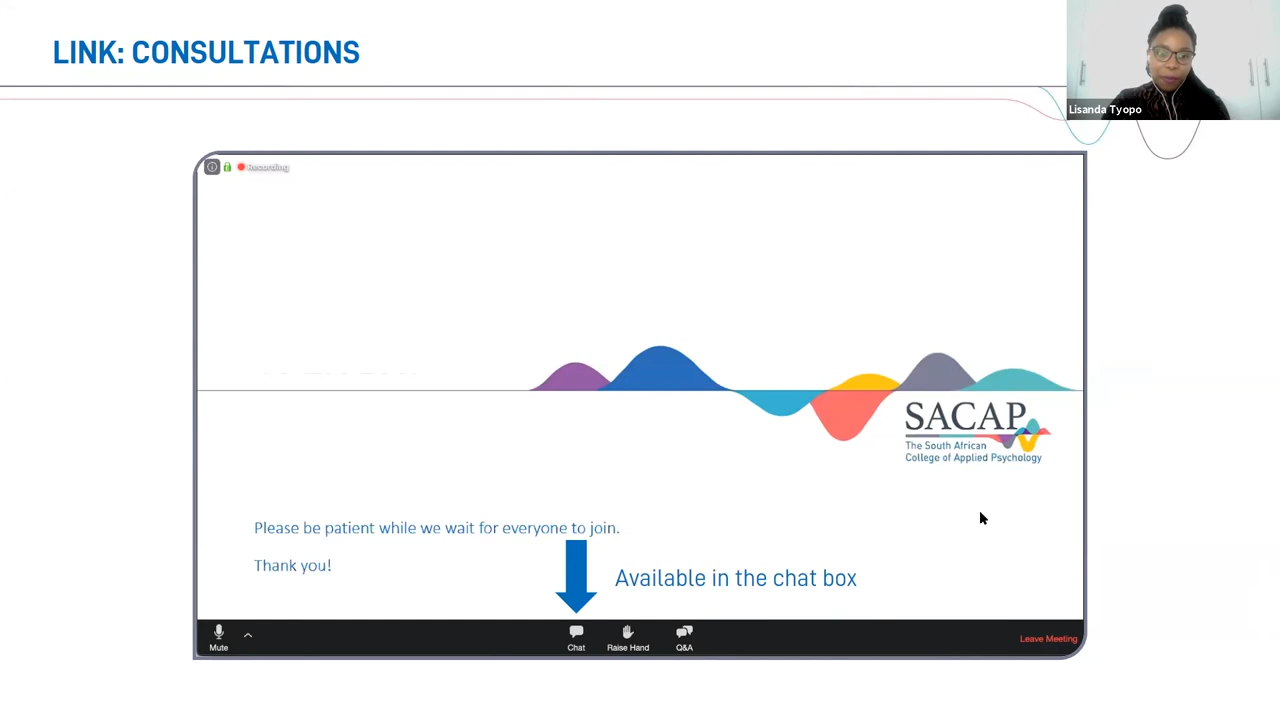 LINK: CONSULTATIONS
Lisanda Tyopo
Recording
SACAP
The South African
College of Applied Psychology
Please be patient while we wait for everyone to join.
Thank you!
Available in the chat box
Mute
Chat
Raise Hand
Q&A
Leave Meeting